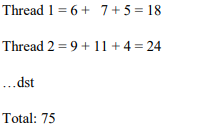 Thread 1 = 6 + 7 + 5 = 18
Thread 2 = 9 + 11 + 4 = 24
…dst
Total: 75